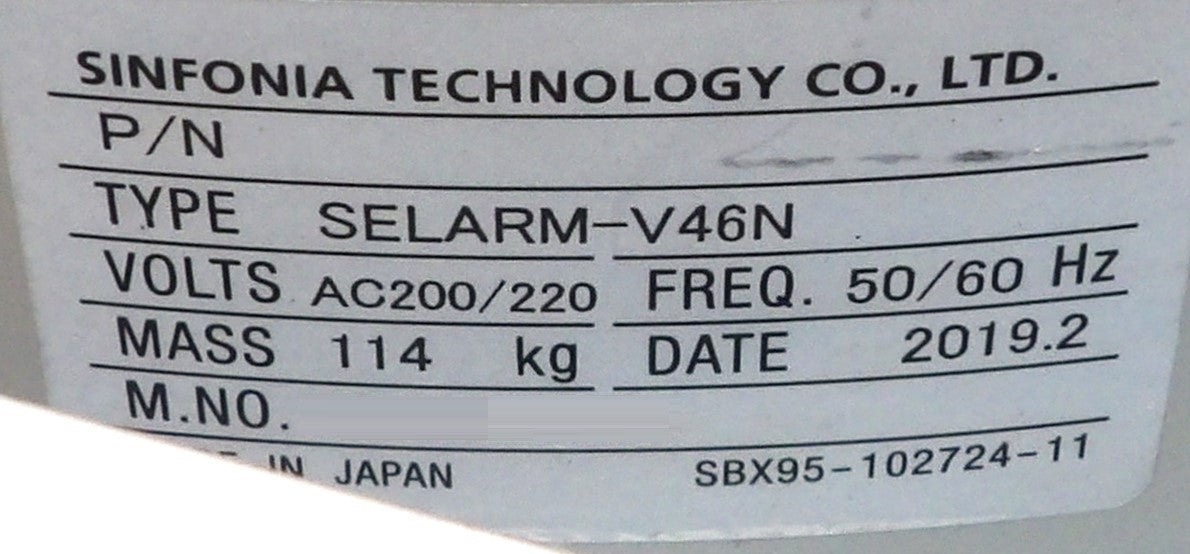 SINFONIA TECHNOLOGY CO., LTD.
P/N
TYPE SELARM-V46N
VOLTS AC200/220 FREQ. 50/60 Hz
MASS 114 kg DATE 2019.2
M.NO.
IN JAPAN SBX95-102724-11